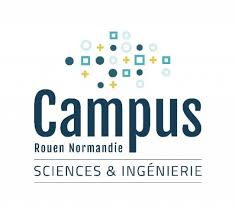 Campus
Rouen Normandie
SCIENCES & INGÉNIERIE